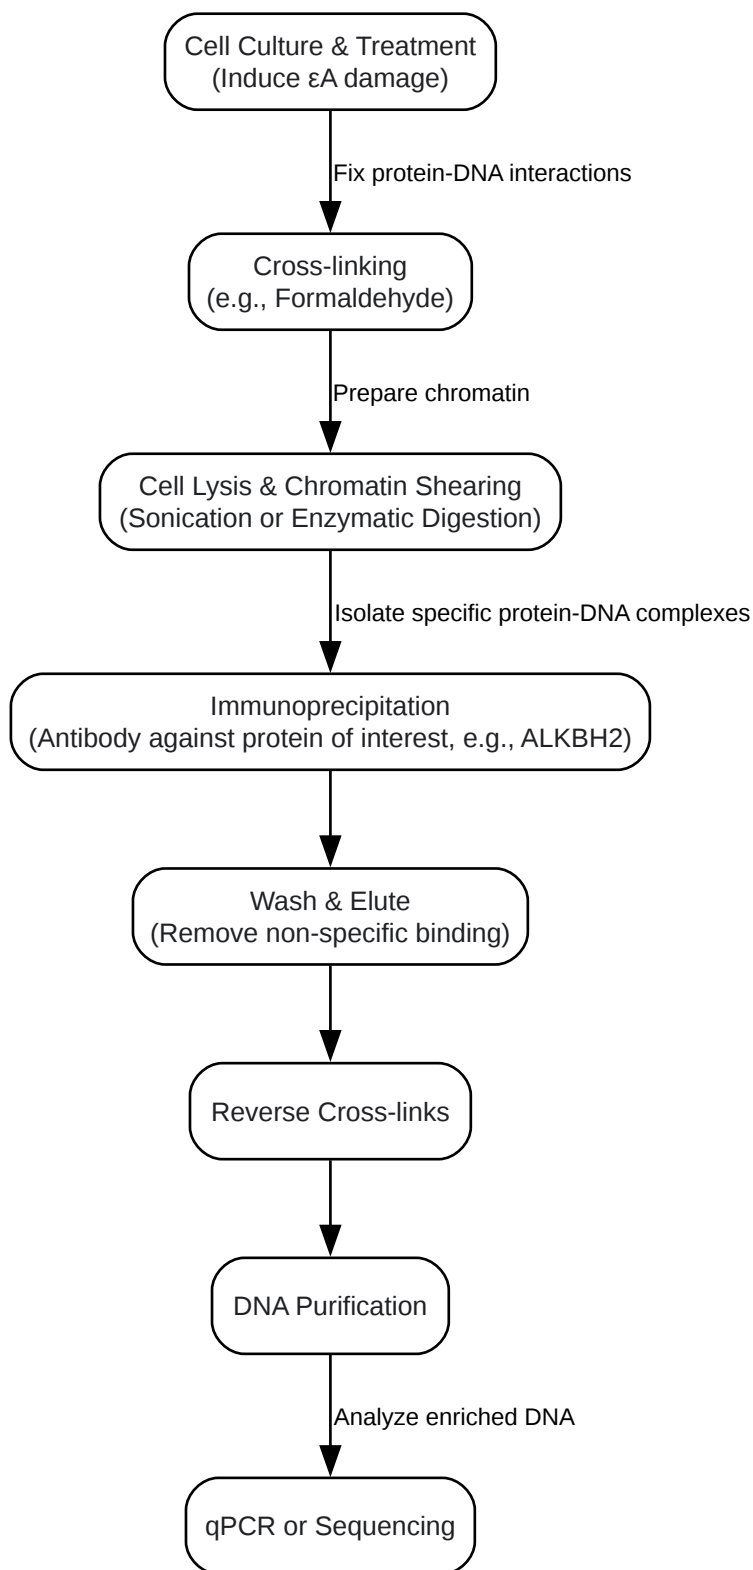 Cell Culture & Treatment
(Induce εA damage)
Fix protein-DNA interactions
Cross-linking
(e.g., Formaldehyde)
Prepare chromatin
Cell Lysis & Chromatin Shearing
(Sonication or Enzymatic Digestion)
Isolate specific protein-DNA complexes
Immunoprecipitation
(Antibody against protein of interest, e.g., ALKBH2)
Wash & Elute
(Remove non-specific binding)
Reverse Cross-links
DNA Purification
Analyze enriched DNA
qPCR or Sequencing